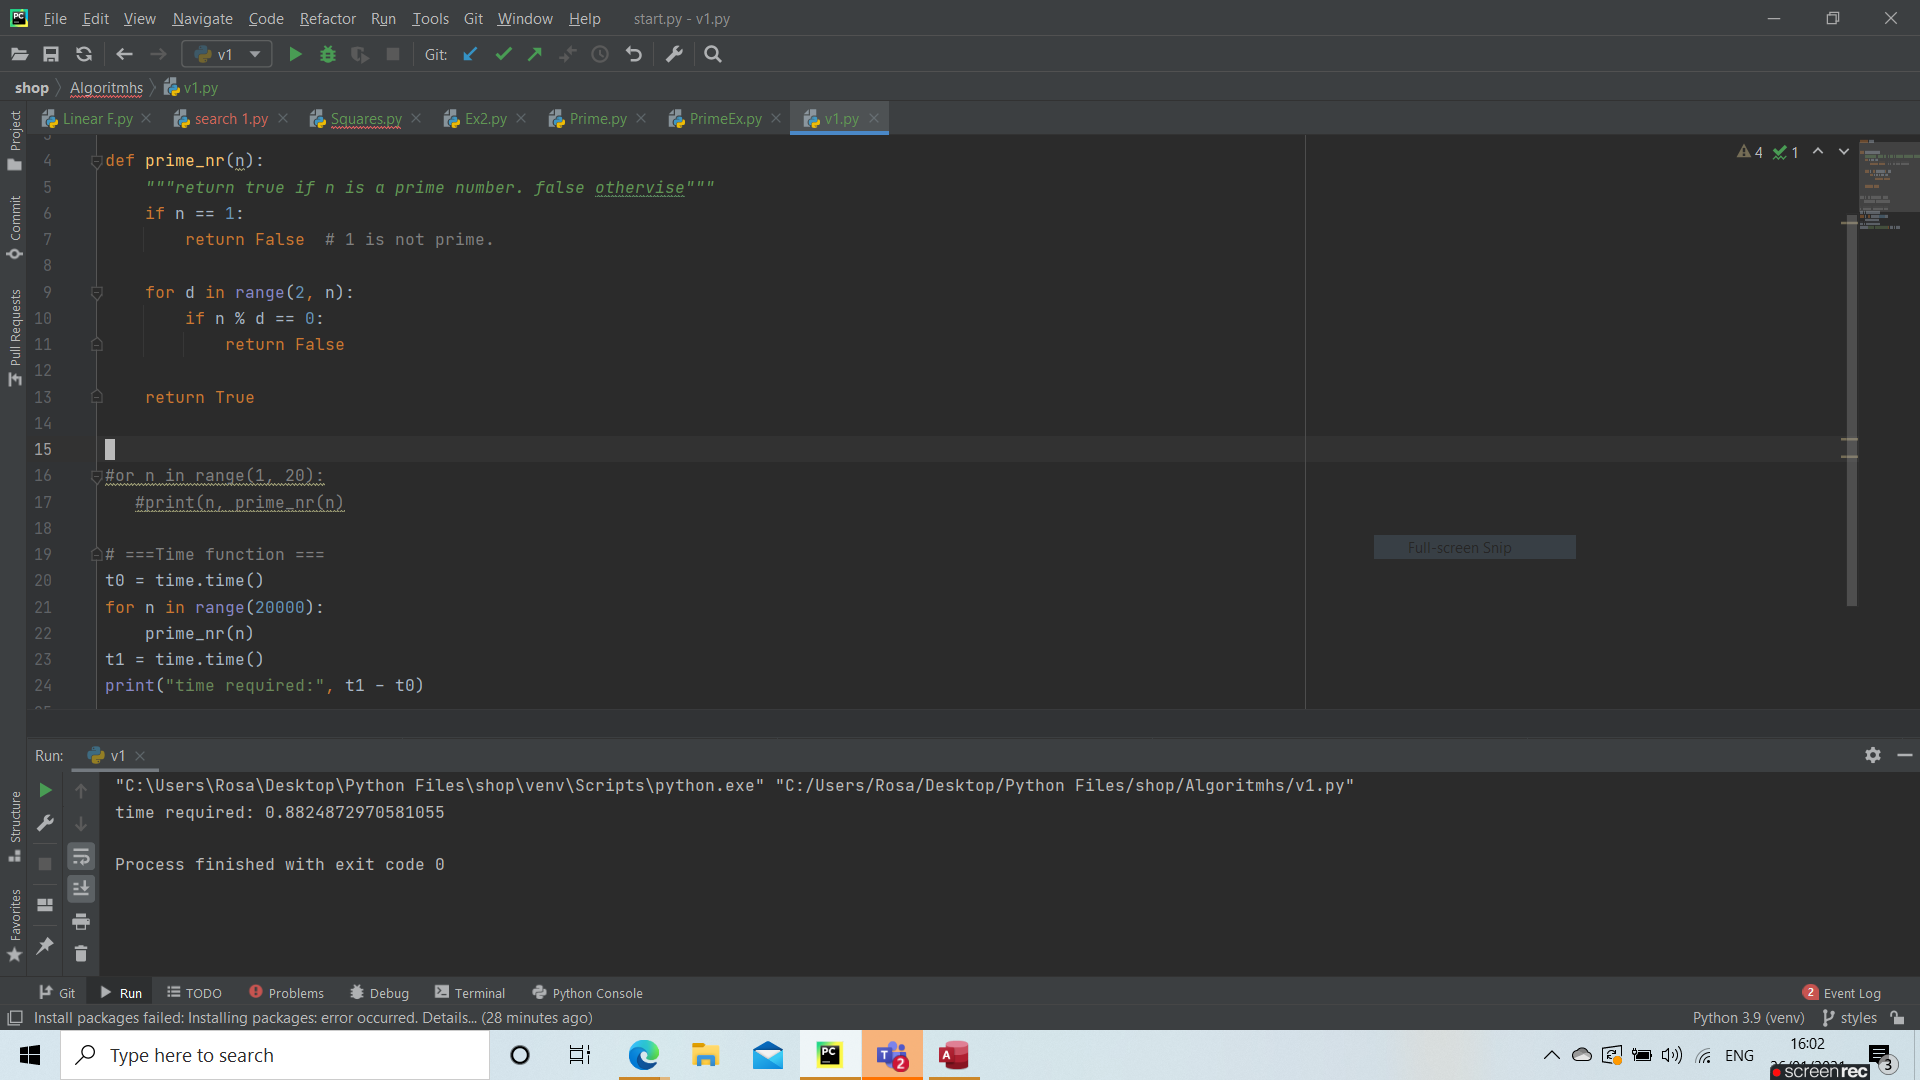 File Edit View Navigate Code Refactor Run Tools Git Window Help start.py - v1.py
v1 Git:
shop Algoritmhs v1.py
Linear F.py search 1.py Squares.py Ex2.py Prime.py PrimeEx.py v1.py
Project
Commit
Pull Requests
4 1
4 def prime_nr(n):
5 """return true if n is a prime number. false othervise"""
6 if n == 1:
7 return False # 1 is not prime.
8
9 for d in range(2, n):
10 if n % d == 0:
11 return False
12
13 return True
14
15
16 #or n in range(1, 20):
17 #print(n, prime_nr(n)
18
19 # ===Time function ===
20 t0 = time.time()
21 for n in range(20000):
22 prime_nr(n)
23 t1 = time.time()
24 print("time required:", t1 - t0)
Full-screen Snip
Run: v1
Structure
Favorites
"C:\Users\Rosa\Desktop\Python Files\shop\venv\Scripts\python.exe" "C:/Users/Rosa/Desktop/Python Files/shop/Algoritmhs/v1.py"
time required: 0.8824872970581055
Process finished with exit code 0
Git Run TODO Problems Debug Terminal Python Console 2 Event Log
Install packages failed: Installing packages: error occurred. Details... (28 minutes ago) Python 3.9 (venv) styles
Type here to search
PC
2
A
ENG
16:02
3
screenrec